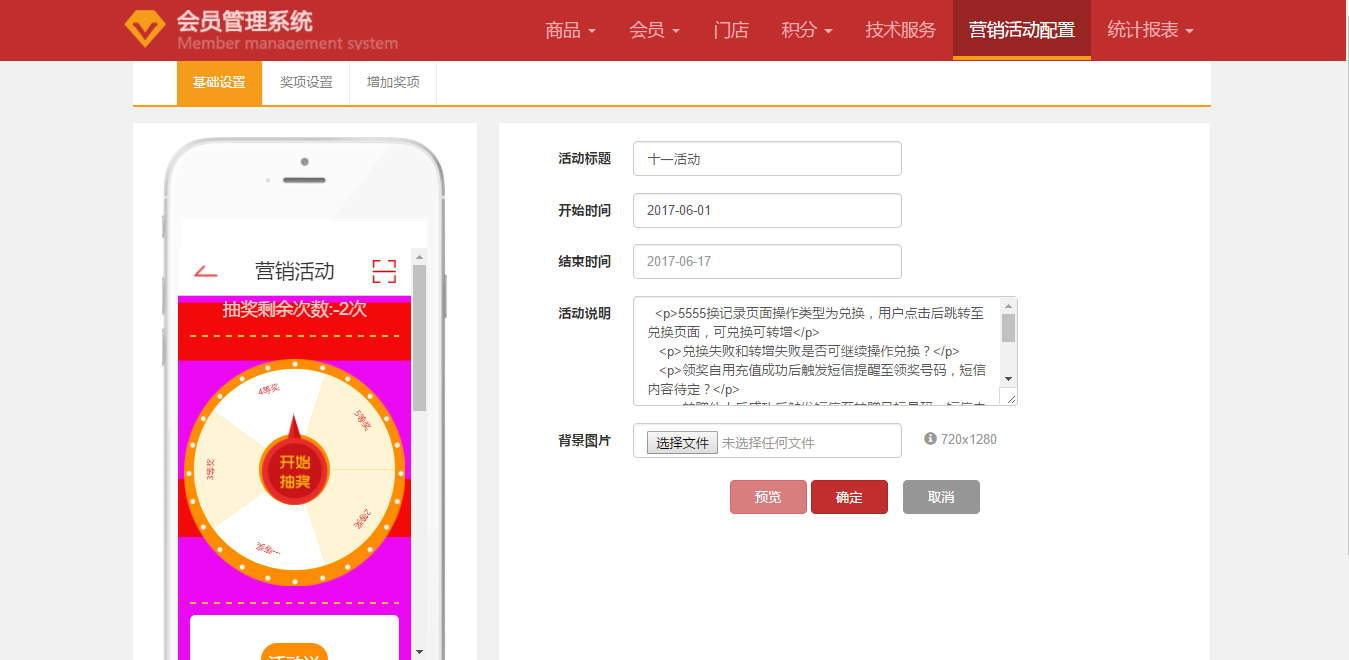 会员管理系统
Member management system
商品 会员 门店 积分 技术服务 营销活动配置 统计报表
基础设置 奖项设置 增加奖项
营销活动
抽奖剩余次数:-2次
4等奖
5等奖
3等奖
开始
抽奖
2等奖
一等奖
活动标题 十一活动
开始时间 2017-06-01
结束时间 2017-06-17
活动说明 <p>5555换记录页面操作类型为兑换，用户点击后跳转至
兑换页面，可兑换可转增</p>
<p>兑换失败和转增失败是否可继续操作兑换？</p>
<p>领奖自用充值成功后触发短信提醒至领奖号码，短信
内容待定？</p>
背景图片 选择文件 未选择任何文件 720x1280
预览 确定 取消